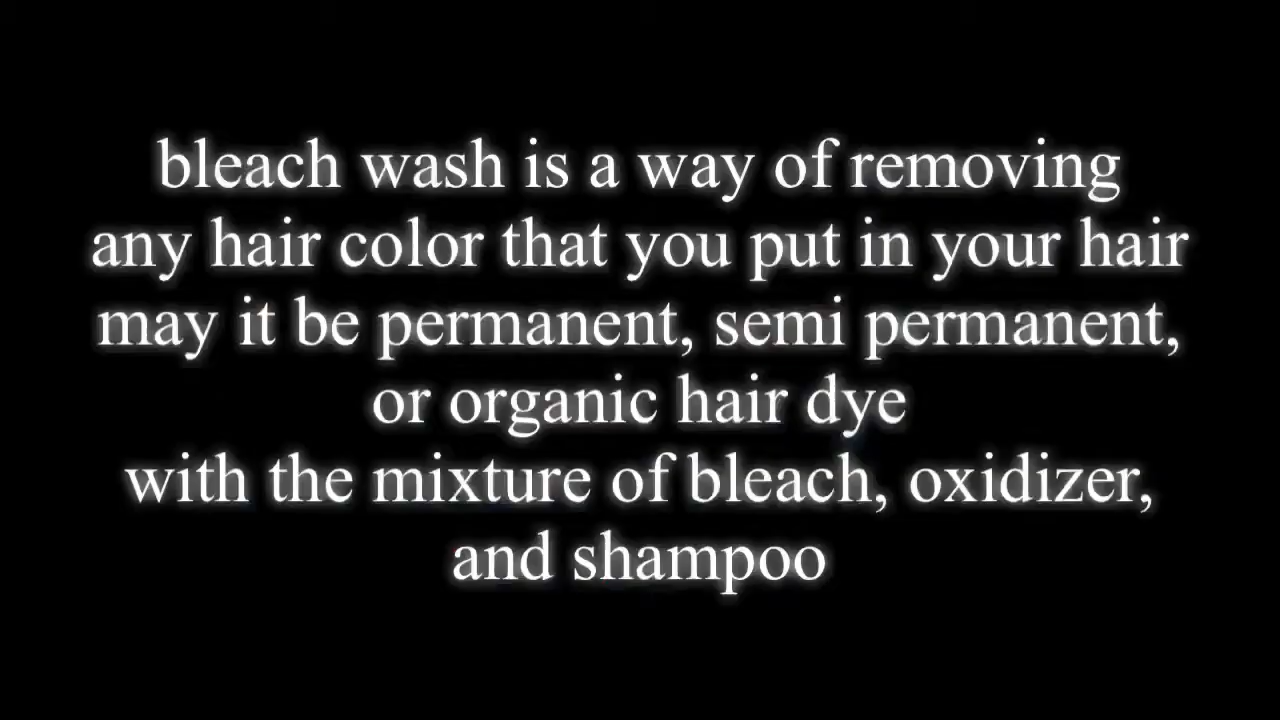 bleach wash is a way of removing
any hair color that you put in your hair
may it be permanent, semi permanent,
or organic hair dye
with the mixture of bleach, oxidizer,
and shampoo